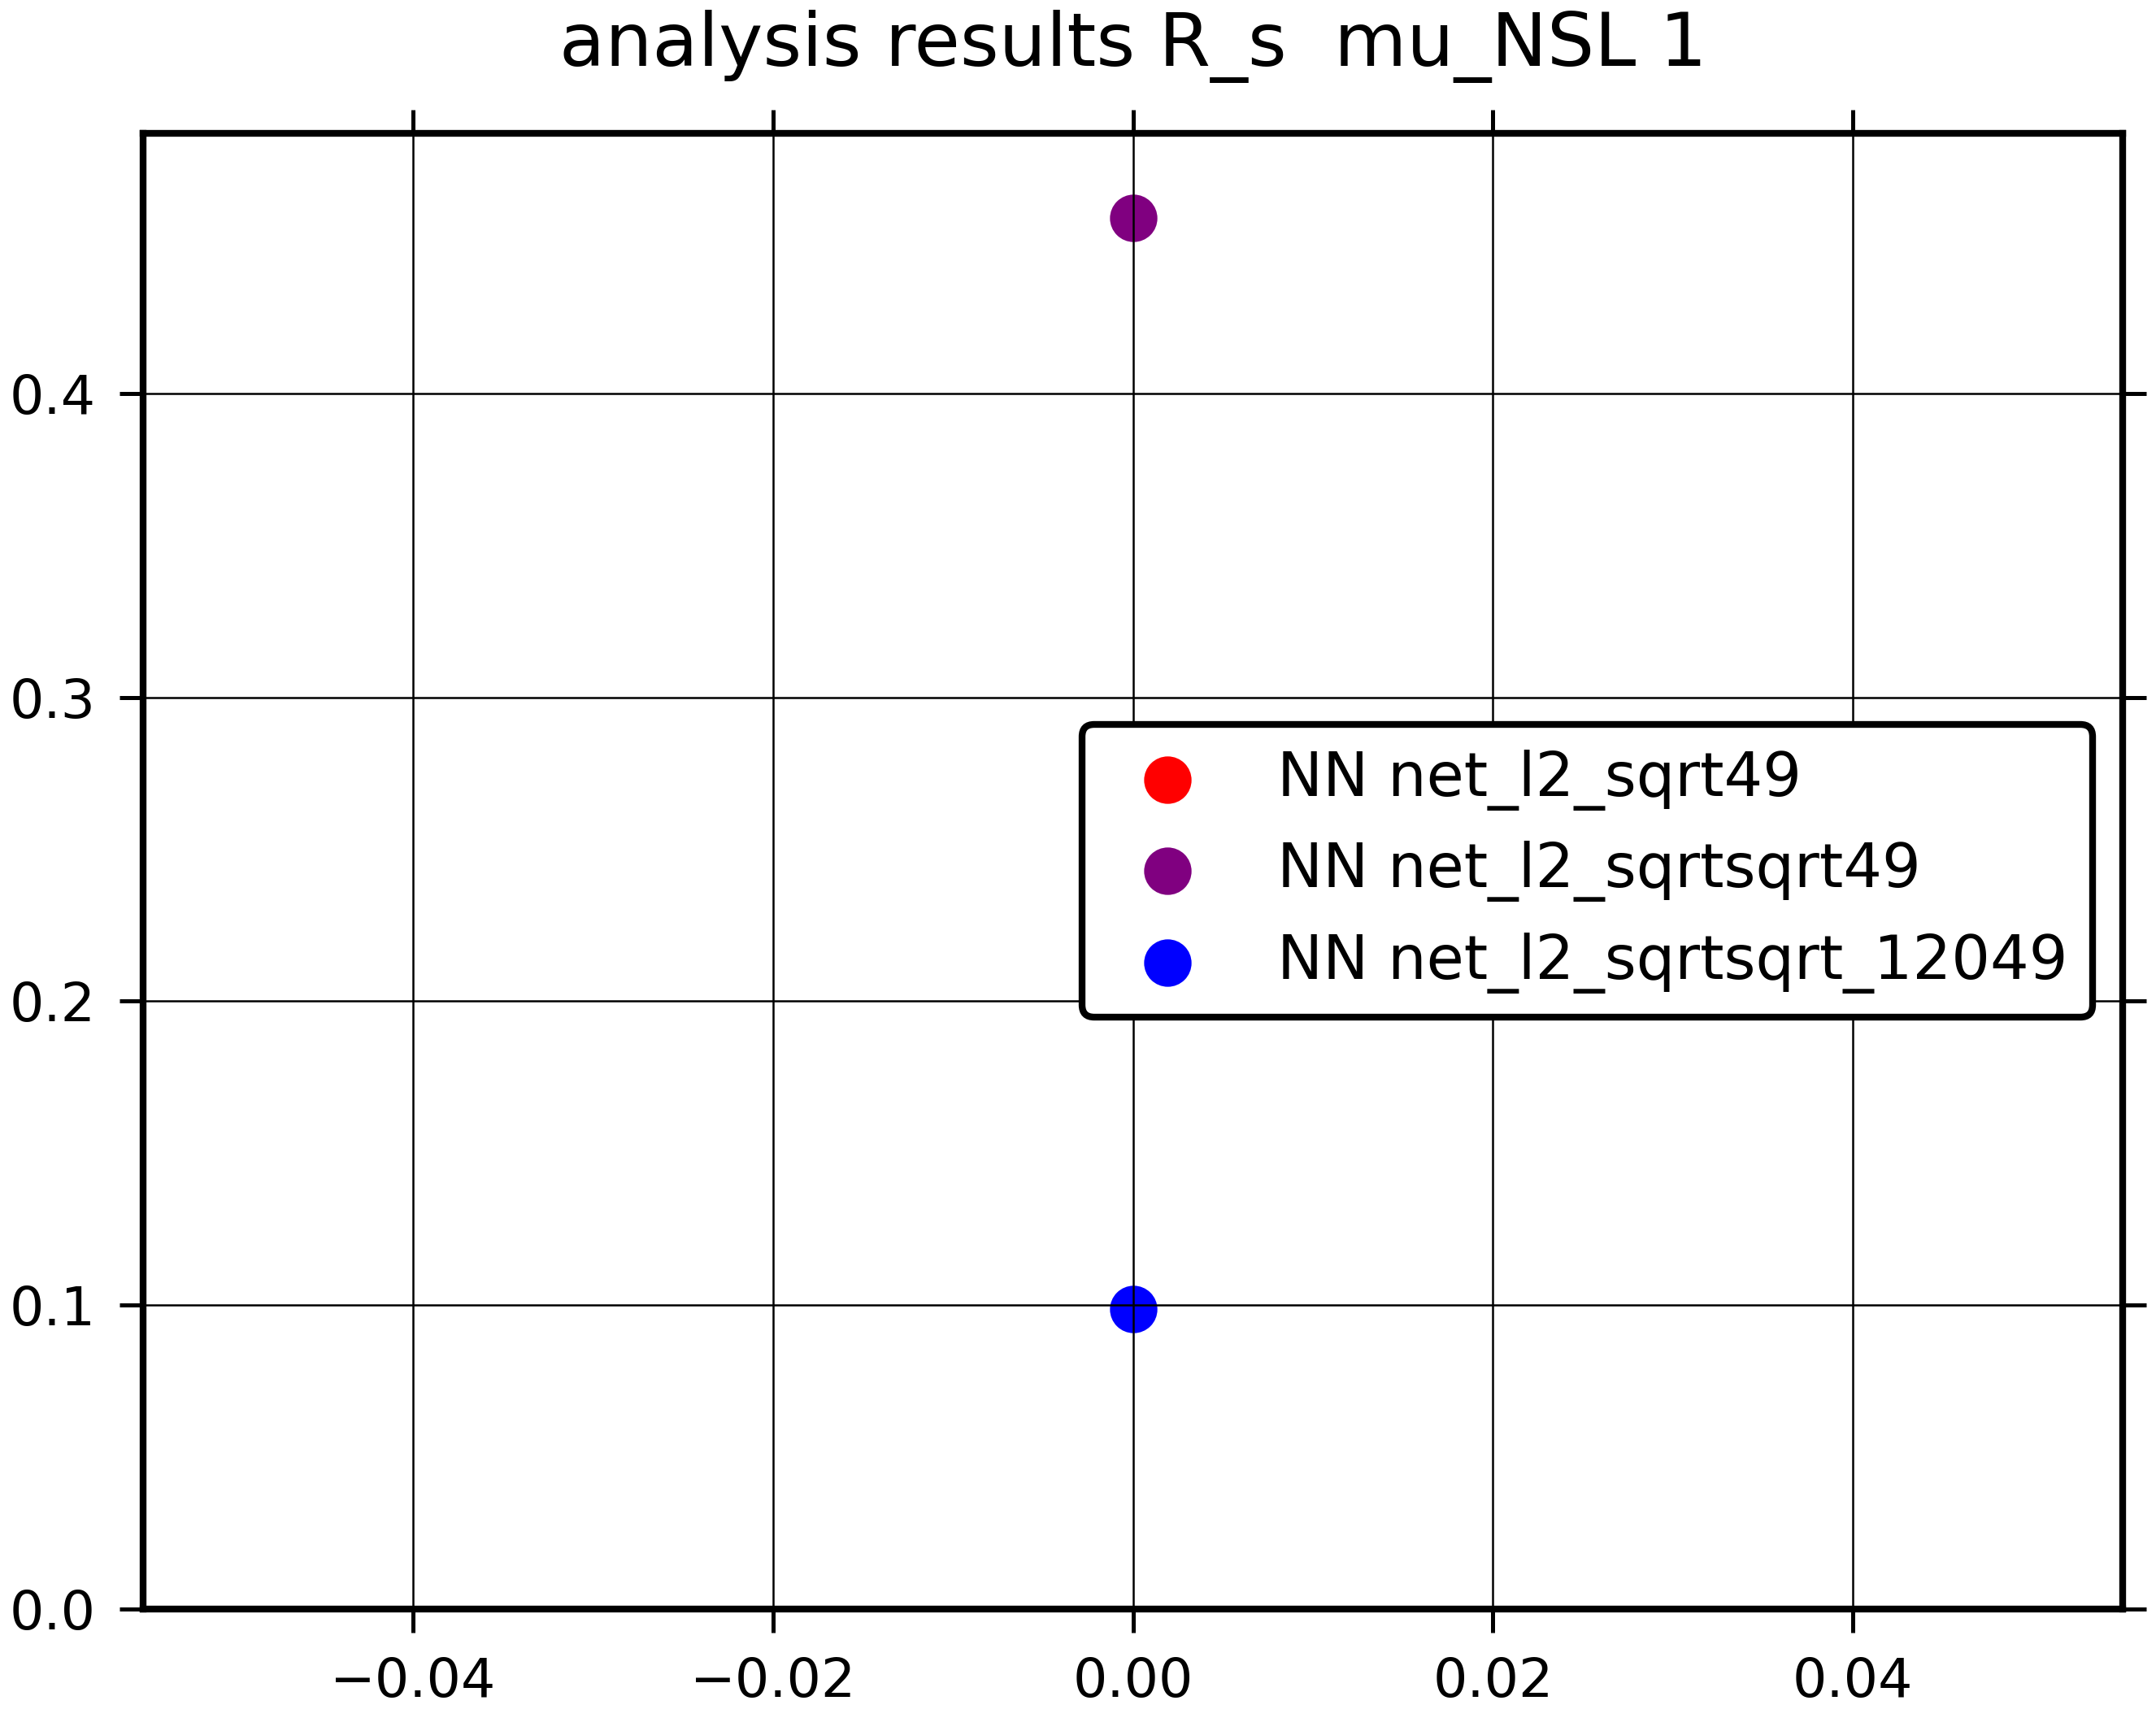 analysis results R_s  mu_NSL 1
0.4
0.3
0.2
0.1
0.0
NN net_l2_sqrt49
NN net_l2_sqrtsqrt49
NN net_l2_sqrtsqrt_12049
−0.04 −0.02 0.00 0.02 0.04